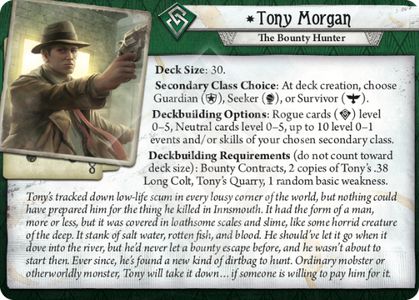 Tony Morgan
The Bounty Hunter
Deck Size: 30.
Secondary Class Choice: At deck creation, choose
Guardian ( ), Seeker ( ), or Survivor ( ).
Deckbuilding Options: Rogue cards ( ) level
0–5, Neutral cards level 0–5, up to 10 level 0–1
events and/or skills of your chosen secondary class.
Deckbuilding Requirements (do not count toward
deck size): Bounty Contracts, 2 copies of Tony's .38
Long Colt, Tony's Quarry, 1 random basic weakness.
Tony's tracked down low-life scum in every lousy corner of the world, but nothing could
have prepared him for the thing he killed in Innsmouth. It had the form of a man,
more or less, but it was covered in loathsome scales and slime, like some horrid creature
of the deep. It stank of salt water, rotten fish, and blood. He should've let it go when it
dove into the river, but he'd never let a bounty escape before, and he wasn't about to
start then. Ever since, he's found a new kind of dirtbag to hunt. Ordinary mobster or
otherworldly monster, Tony will take it down…if someone is willing to pay him for it.